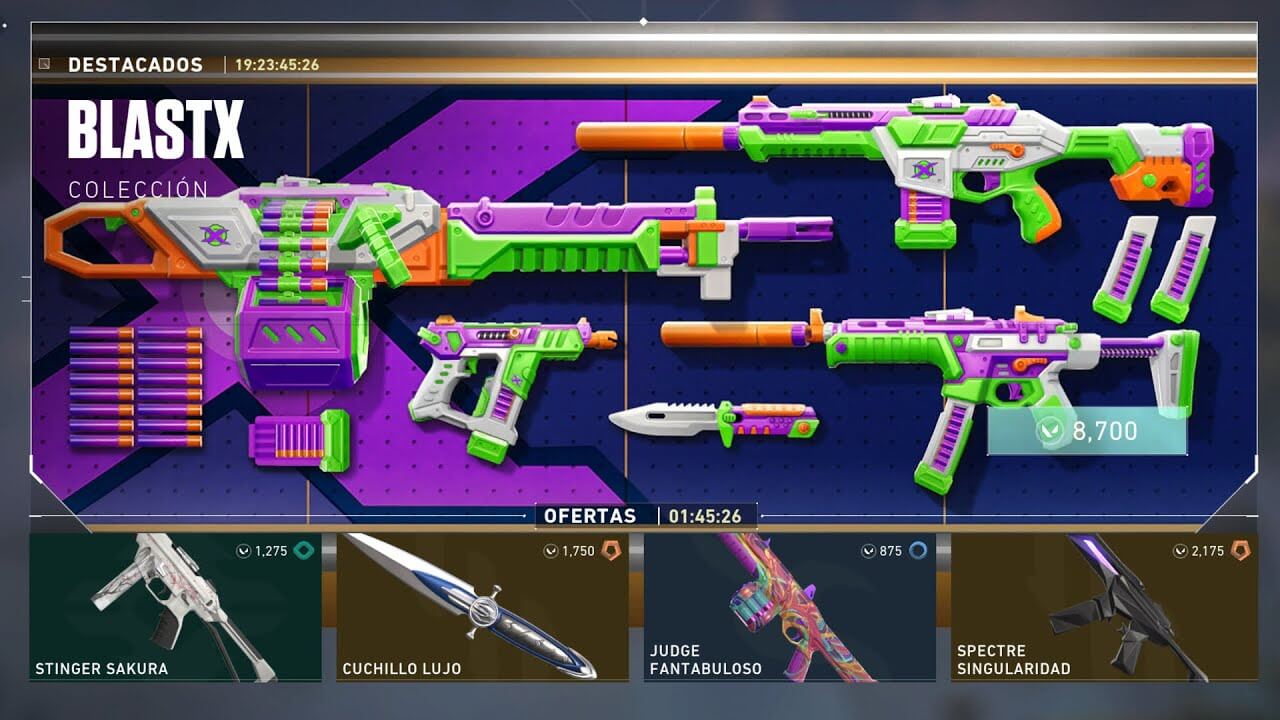 DESTACADOS | 19:23:45:26
BLASTX
COLECCIÓN
8,700
OFERTAS | 01:45:26
1,275
STINGER SAKURA
1,750
CUCHILLO LUJO
875
JUDGE
FANTABULOSO
2,175
SPECTRE
SINGULARIDAD